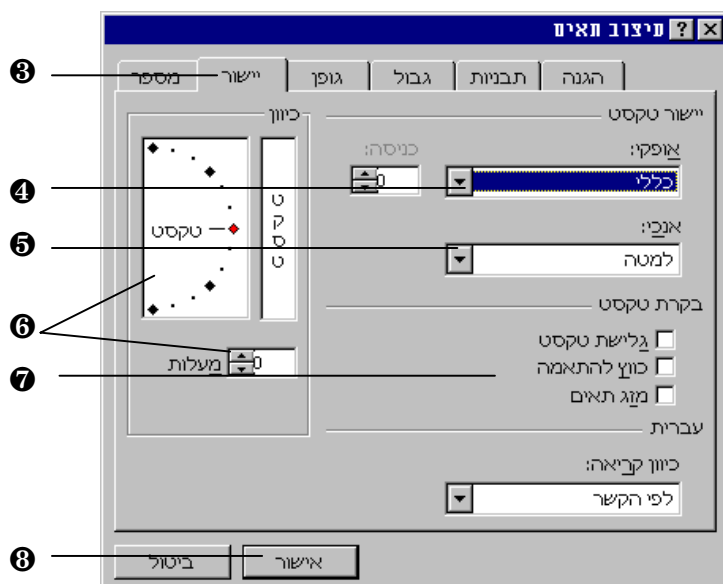 עיצוב תאים
מספר יישור גופן גבול תבניות הגנה
❸
יישור טקסט
אופקי:
כללי
כניסה:
0
❹
אנכי:
למטה
❺
בקרת טקסט
גלישת טקסט
כווץ להתאמה
מזג תאים
❼
עברית
כיוון קריאה:
לפי הקשר
כיוון
טקסט
טקסט
0 מעלות
❻
אישור
ביטול
❽